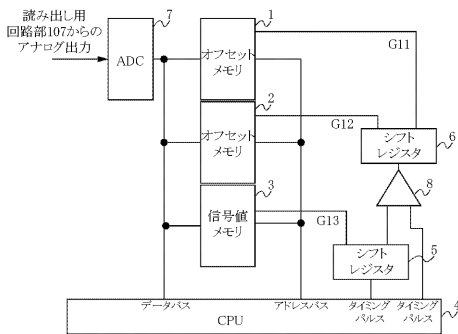 読み出し用
回路部107からの
アナログ出力
7
ADC
1
オフセット
メモリ
G11
2
オフセット
メモリ
G12
シフト
レジスタ
6
3
信号値
メモリ
G13
8
シフト
レジスタ
5
データバス
アドレスバス
タイミング
パルス
タイミング
パルス
CPU
4